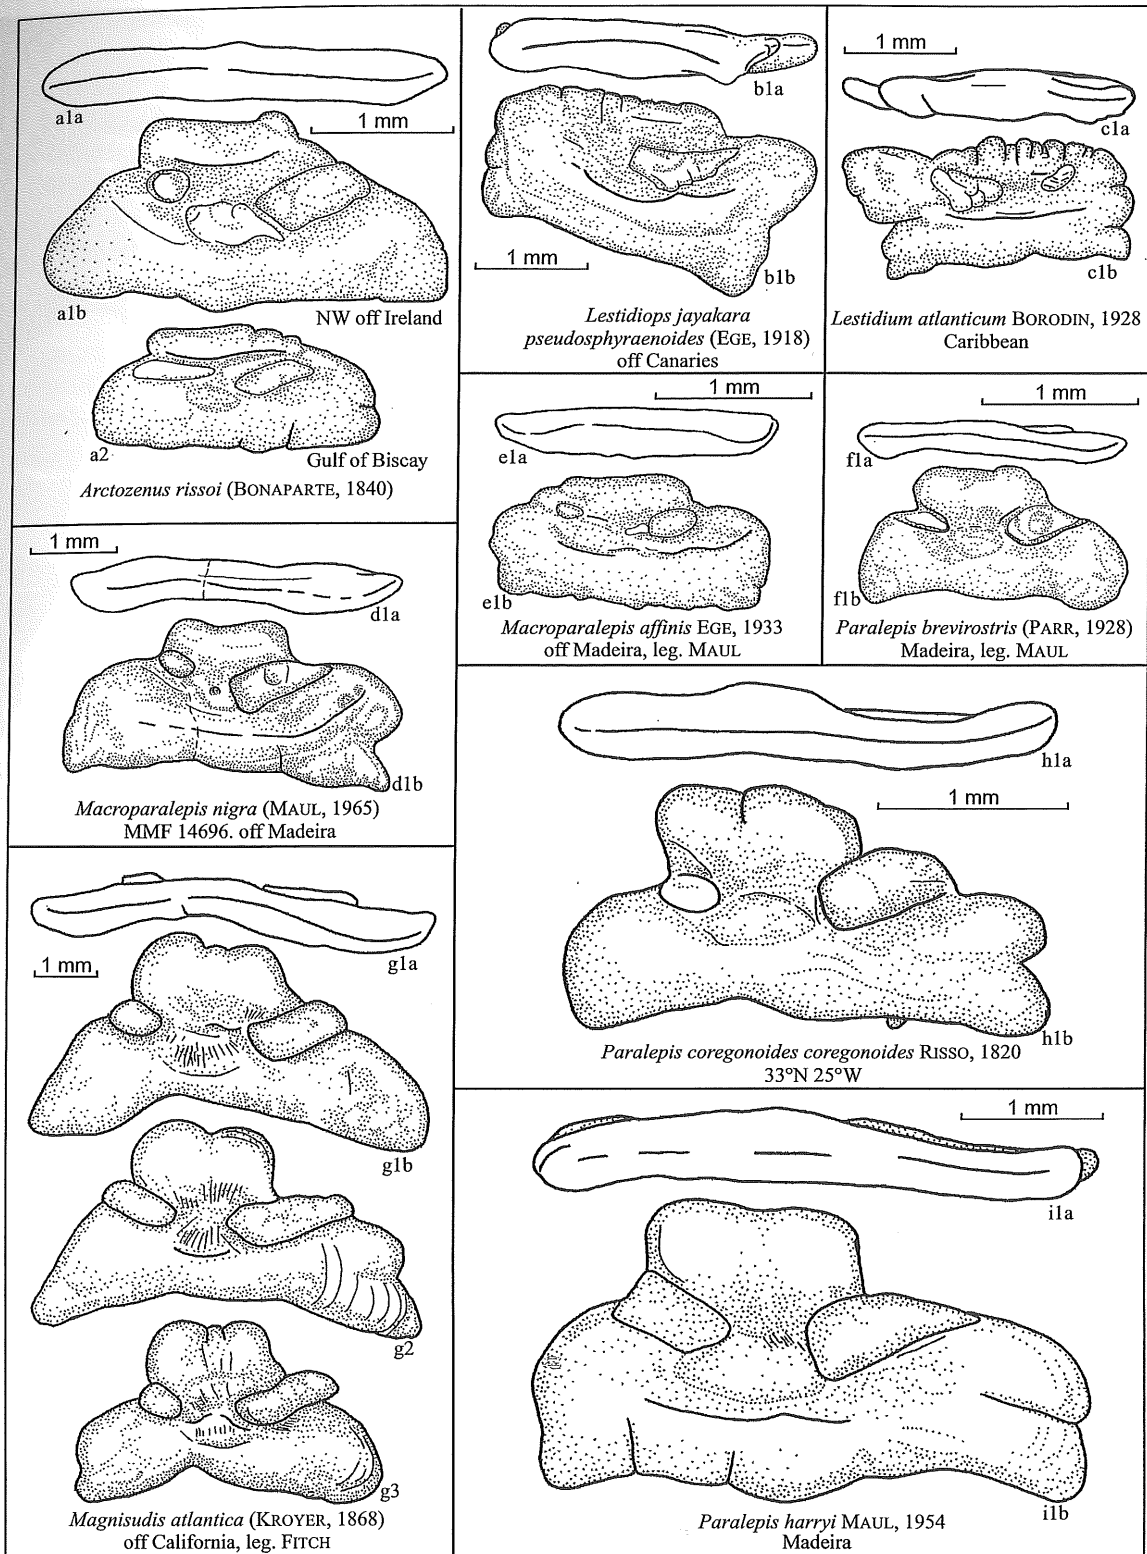 a1a
1 mm
a1b
NW off Ireland
a2
Gulf of Biscay
Arctozenus rissoi (BONAPARTE, 1840)
b1a
1 mm
b1b
Lestidiops jayakara
pseudosphyraenoides (EGE, 1918)
off Canaries
1 mm
c1a
c1b
Lestidium atlanticum BORODIN, 1928
Caribbean
1 mm
d1a
d1b
Macroparalepis nigra (MAUL, 1965)
MMF 14696. off Madeira
1 mm
e1a
e1b
Macroparalepis affinis EGE, 1933
off Madeira, leg. MAUL
1 mm
f1a
f1b
Paralepis brevirostris (PARR, 1928)
Madeira, leg. MAUL
g1a
1 mm
g1b
g2
g3
Magnisudis atlantica (KROYER, 1868)
off California, leg. FITCH
h1a
1 mm
h1b
Paralepis coregonoides coregonoides RISSO, 1820
33°N 25°W
1 mm
i1a
i1b
Paralepis harryi MAUL, 1954
Madeira